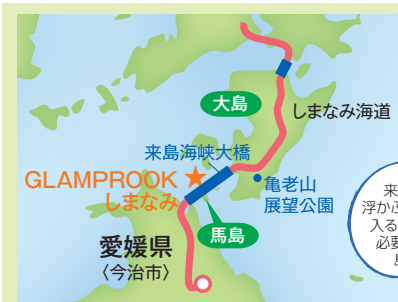 大島
しまなみ海道
来島海峡大橋
GLAMPROOK
しまなみ
亀老山
展望公園
馬島
愛媛県
〈今治市〉
来
浮かぶ
入る
必要
島